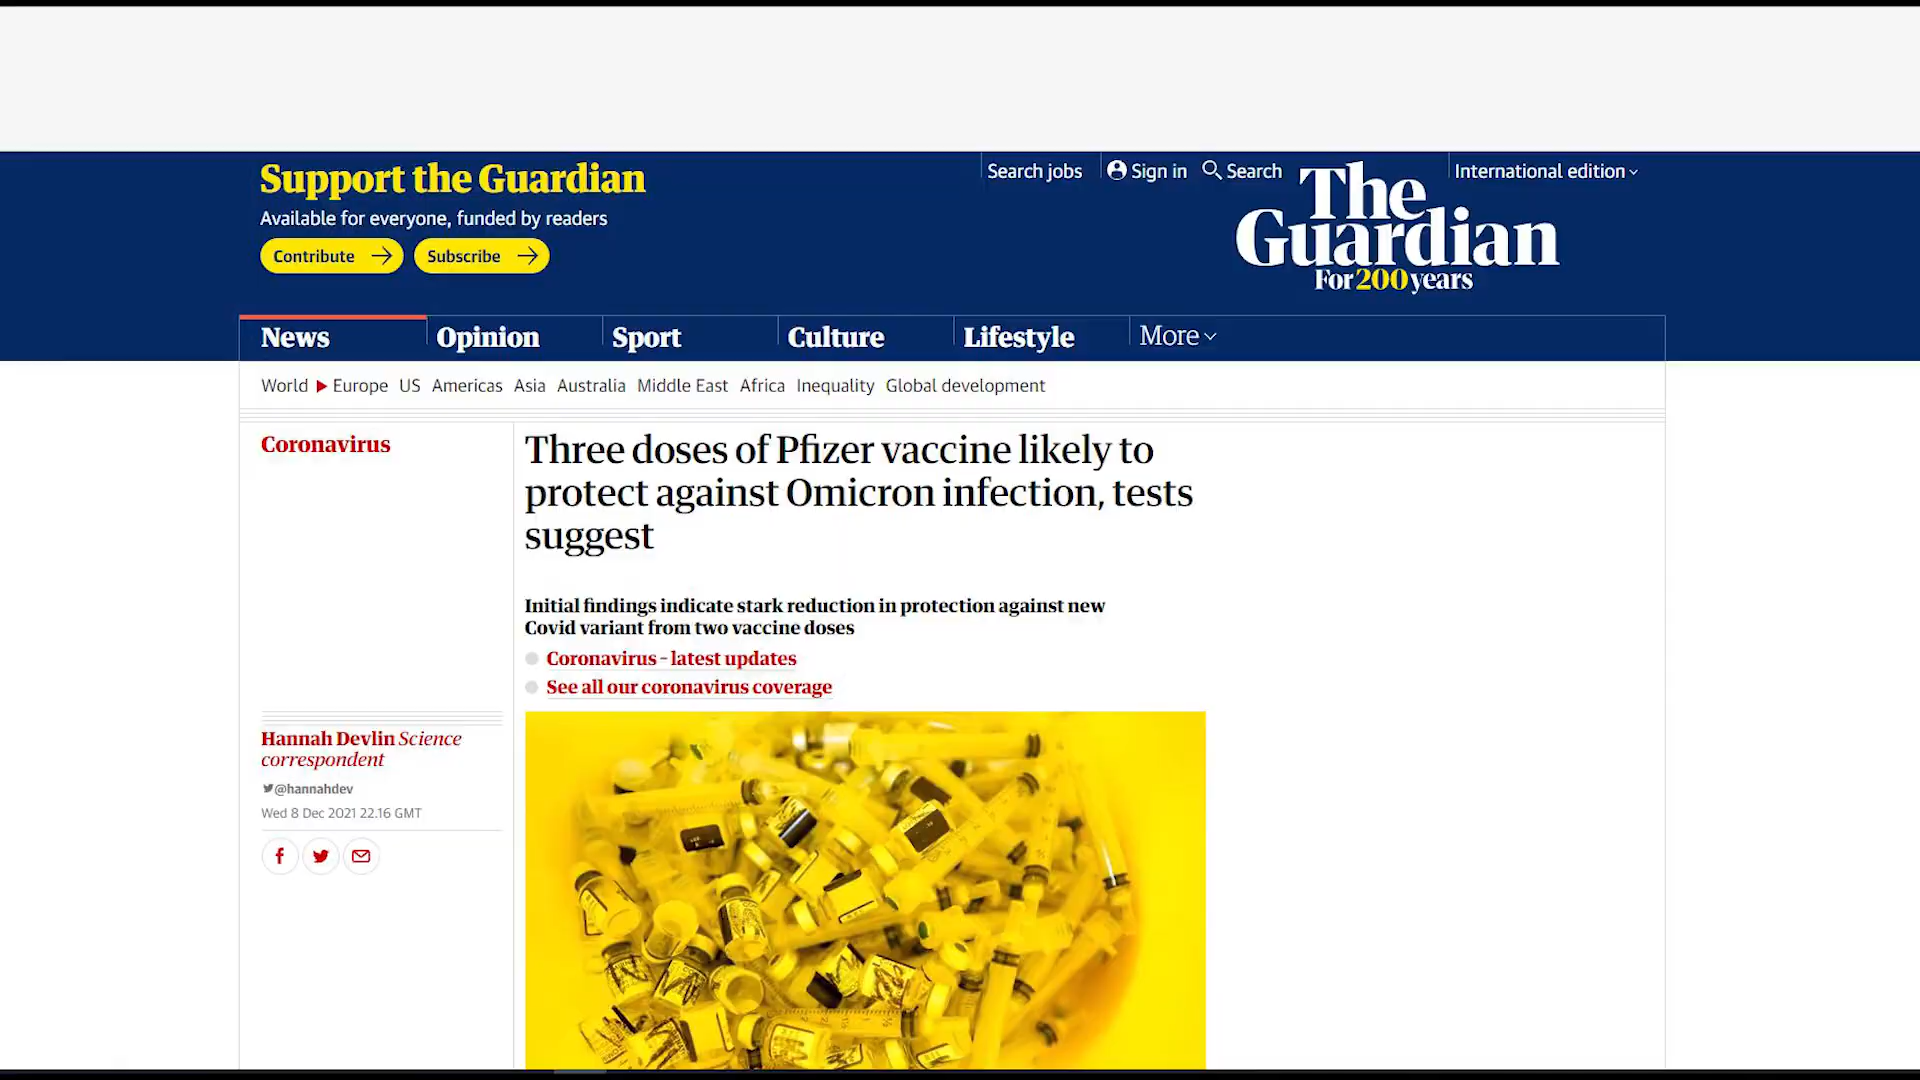 Support the Guardian
Available for everyone, funded by readers
Contribute
Subscribe
Search jobs
Sign in
Search
International edition
The
Guardian
For 200 years
News
Opinion
Sport
Culture
Lifestyle
More
World
Europe
US
Americas
Asia
Australia
Middle East
Africa
Inequality
Global development
Coronavirus
Three doses of Pfizer vaccine likely to
protect against Omicron infection, tests
suggest
Initial findings indicate stark reduction in protection against new
Covid variant from two vaccine doses
Coronavirus – latest updates
See all our coronavirus coverage
Hannah Devlin Science
correspondent
@hannahdev
Wed 8 Dec 2021 22.16 GMT